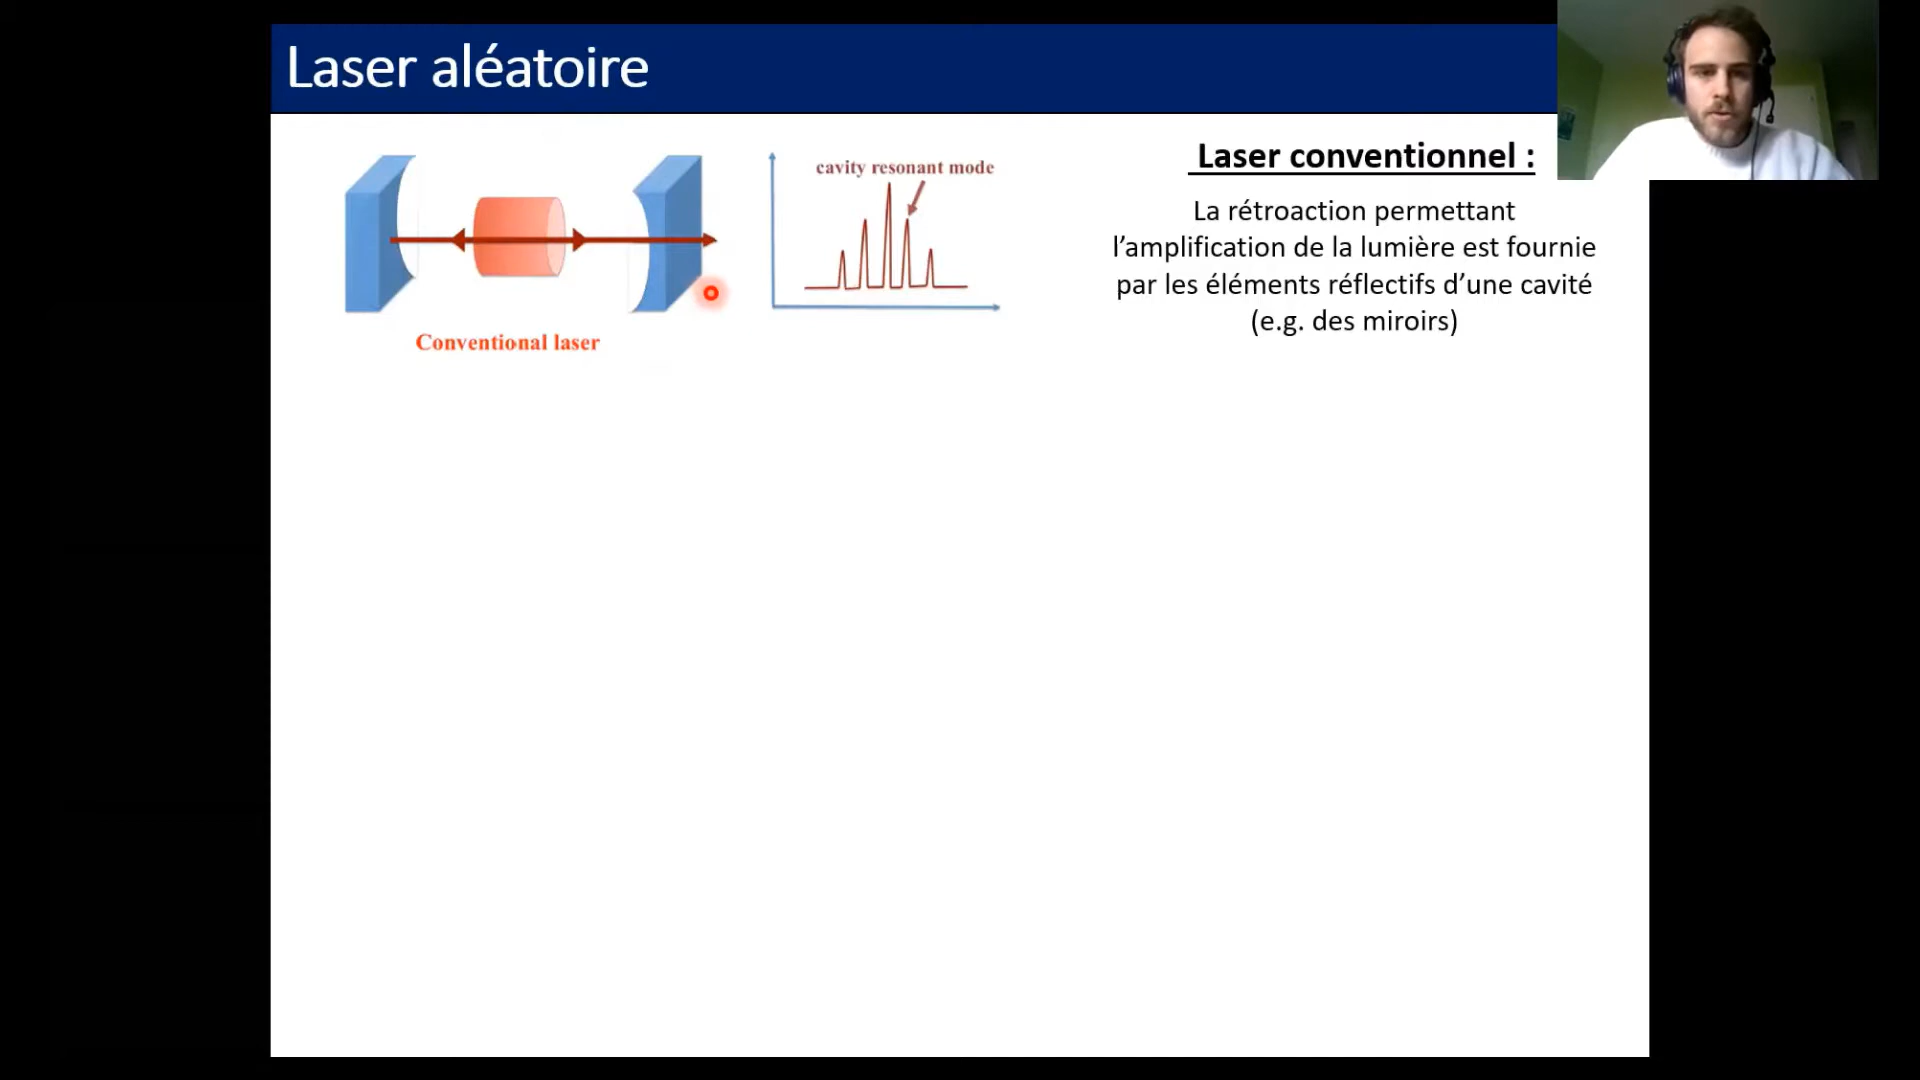 Laser aléatoire
cavity resonant mode
Conventional laser
Laser conventionnel :
La rétroaction permettant
l’amplification de la lumière est fournie
par les éléments réflectifs d’une cavité
(e.g. des miroirs)